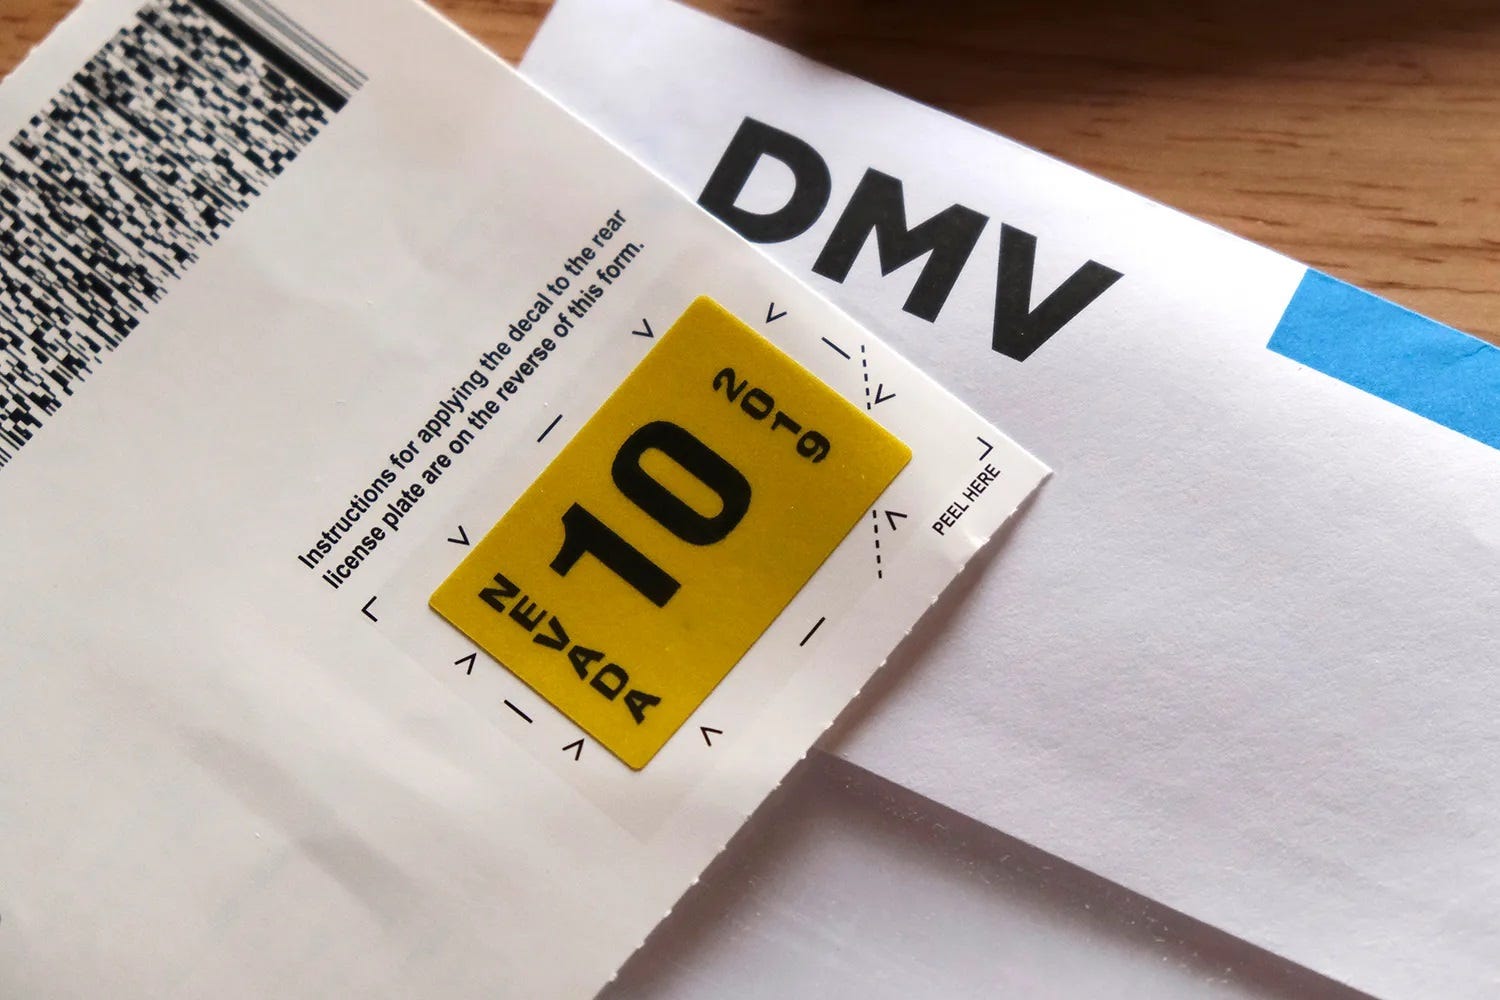 DMV
Instructions for applying the decal to the rear
license plate are on the reverse of this form.
2019
10
NEVADA
PEEL HERE